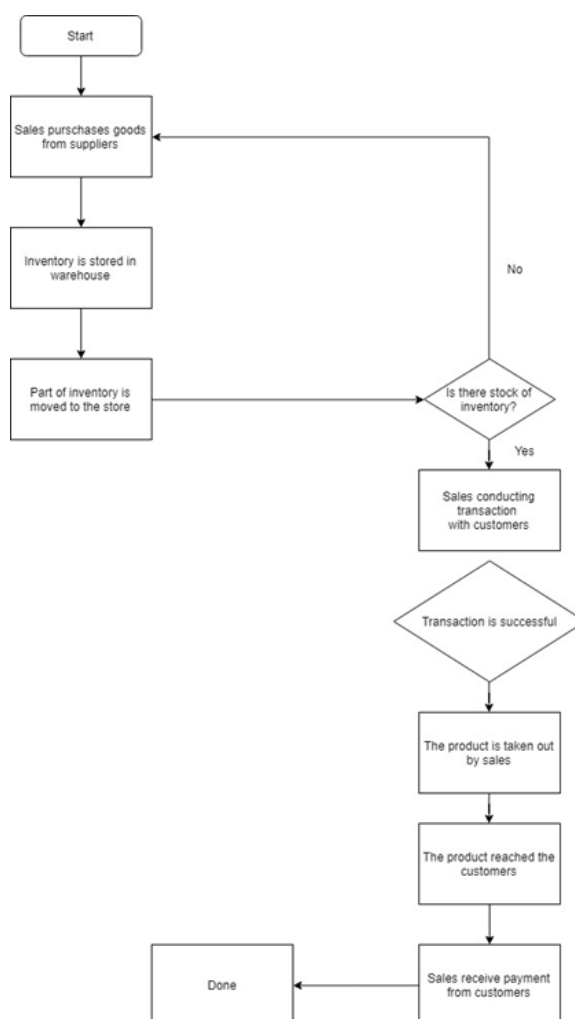 Start
Sales purschases goods
from suppliers
Inventory is stored in
warehouse
Part of inventory is
moved to the store
No
Is there stock of
inventory?
Yes
Sales conducting
transaction
with customers
Transaction is successful
The product is taken out
by sales
The product reached the
customers
Sales receive payment
from customers
Done